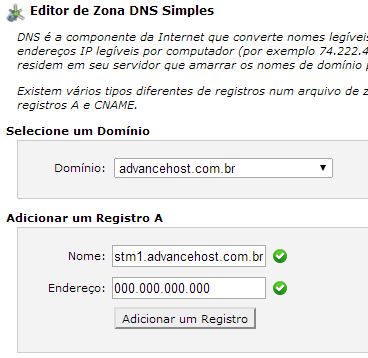 Editor de Zona DNS Simples
DNS é a componente da Internet que converte nomes legíveis
endereços IP legíveis por computador (por exemplo 74.222.4
residem em seu servidor que amarrar os nomes de domínio
Existem vários tipos diferentes de registros num arquivo de z
registros A e CNAME.
Selecione um Domínio
Domínio: advancehost.com.br
Adicionar um Registro A
Nome: stm1.advancehost.com.br
Endereço: 000.000.000.000
Adicionar um Registro